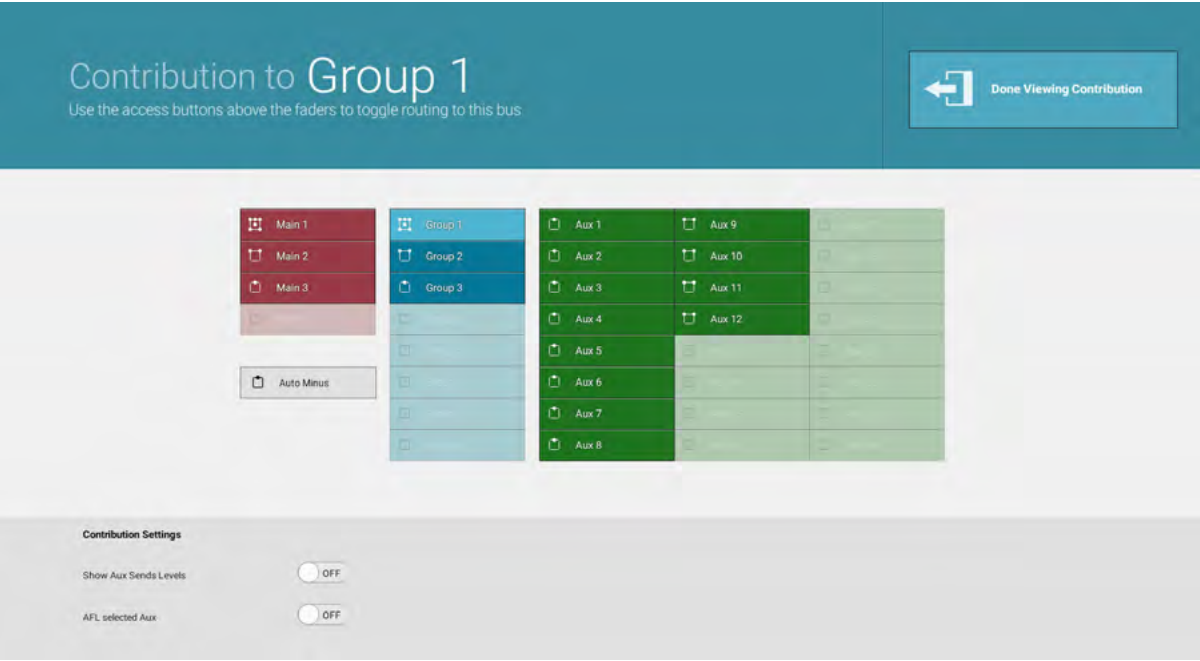 Contribution to Group 1
Use the access buttons above the faders to toggle routing to this bus
Done Viewing Contribution
Main 1
Main 2
Main 3
Auto Minus
Group 1
Group 2
Group 3
Aux 1
Aux 2
Aux 3
Aux 4
Aux 5
Aux 6
Aux 7
Aux 8
Aux 9
Aux 10
Aux 11
Aux 12
Contribution Settings
Show Aux Sends Levels
OFF
AFL selected Aux
OFF